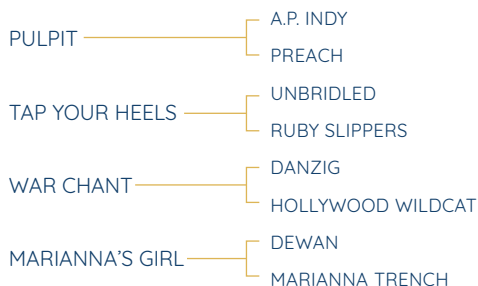 A.P. INDY
PULPIT
PREACH
UNBRIDLED
TAP YOUR HEELS
RUBY SLIPPERS
DANZIG
WAR CHANT
HOLLYWOOD WILDCAT
DEWAN
MARIANNA'S GIRL
MARIANNA TRENCH